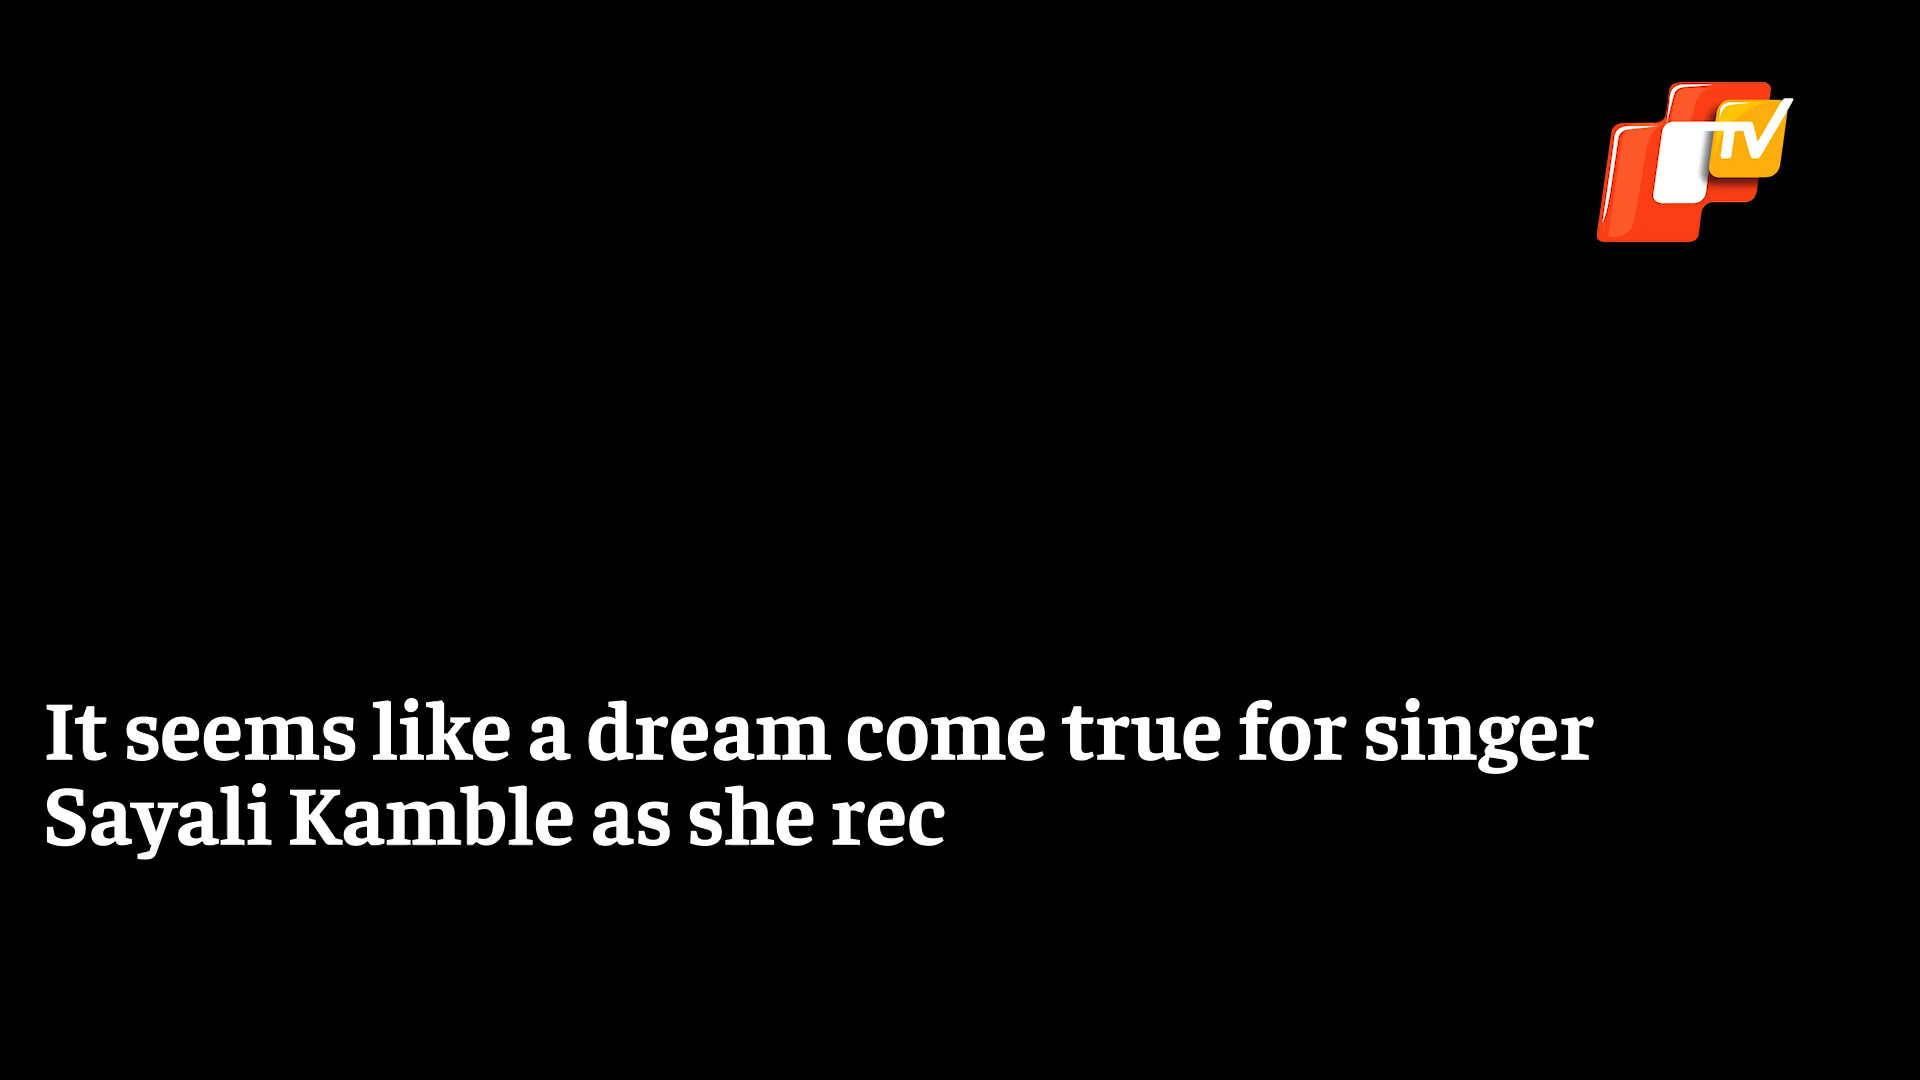 TV
It seems like a dream come true for singer
Sayali Kamble as she rec